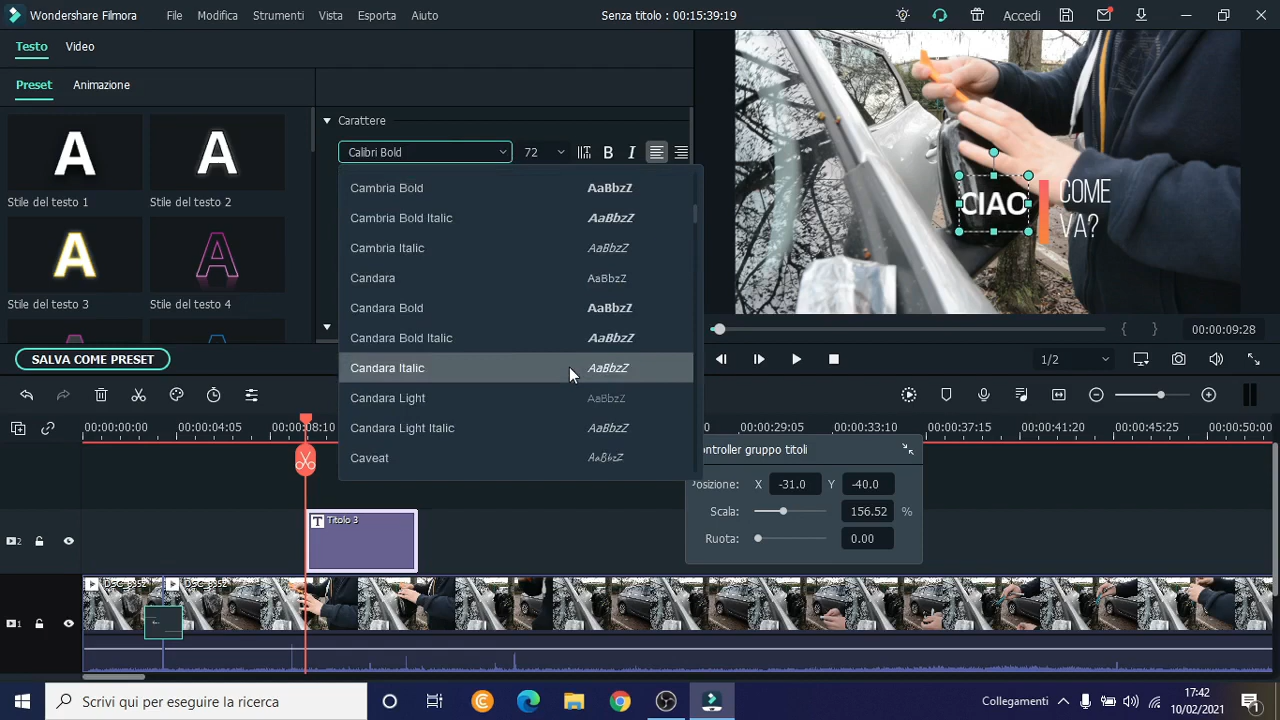 Wondershare Filmora File Modifica Strumenti Vista Esporta Aiuto Senza titolo : 00:15:39:19 Accedi
Testo Video
Preset Animazione
Stile del testo 1 Stile del testo 2
Stile del testo 3 Stile del testo 4
SALVA COME PRESET
Carattere
Calibri Bold 72 B I
Cambria Bold AaBbzZ
Cambria Bold Italic AaBbzZ
Cambria Italic AaBbzZ
Candara AaBbzZ
Candara Bold AaBbzZ
Candara Bold Italic AaBbzZ
Candara Italic AaBbzZ
Candara Light AaBbzZ
Candara Light Italic AaBbzZ
Caveat AaBbzZ
CIAO
COME
VA?
00:00:09:28
1/2
00:00:00:00 00:00:04:05 00:00:08:10 00:00:29:05 00:00:33:10 00:00:37:15 00:00:41:20 00:00:45:25 00:00:50:00
ontroller gruppo titoli
Posizione: X -31.0 Y -40.0
Scala: 156.52 %
Ruota: 0.00
2 T Titolo 3
1
Scrivi qui per eseguire la ricerca
Collegamenti
17:42
10/02/2021
1